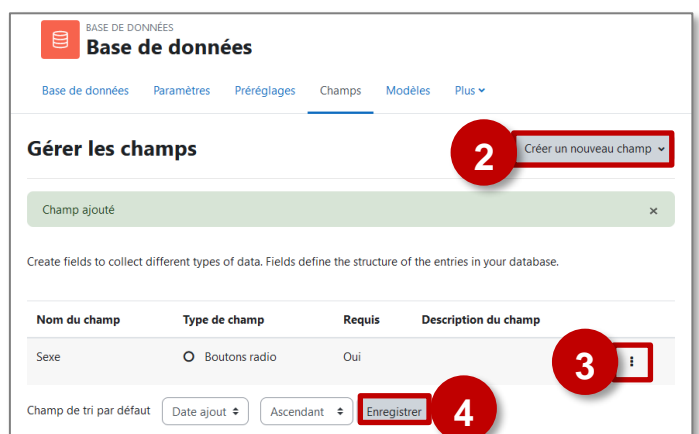 BASE DE DONNÉES
Base de données
Base de données Paramètres Préréglages Champs Modèles Plus
Gérer les champs 2 Créer un nouveau champ
Champ ajouté ×
Create fields to collect different types of data. Fields define the structure of the entries in your database.
Nom du champ Type de champ Requis Description du champ
Sexe Boutons radio Oui 3
Champ de tri par défaut Date ajout Ascendant Enregistrer 4